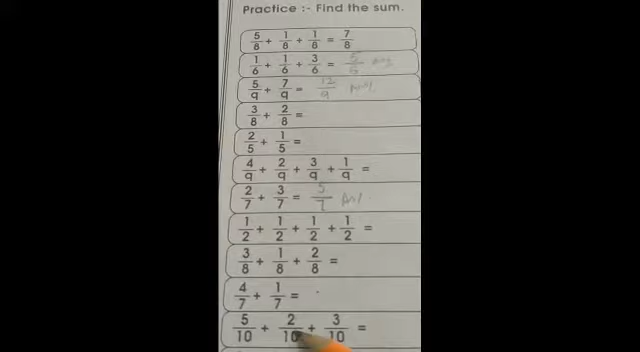 Practice :- Find the sum.
5/8 + 1/8 + 1/8 = 7/8
1/6 + 1/6 + 3/6 = 5/6 Ans
5/9 + 7/9 = 12/9 Ans
3/8 + 2/8 =
2/5 + 1/5 =
4/9 + 2/9 + 3/9 + 1/9 =
2/7 + 3/7 = 5/7 Ans
1/2 + 1/2 + 1/2 + 1/2 =
3/8 + 1/8 + 2/8 =
4/7 + 1/7 =
5/10 + 2/10 + 3/10 =